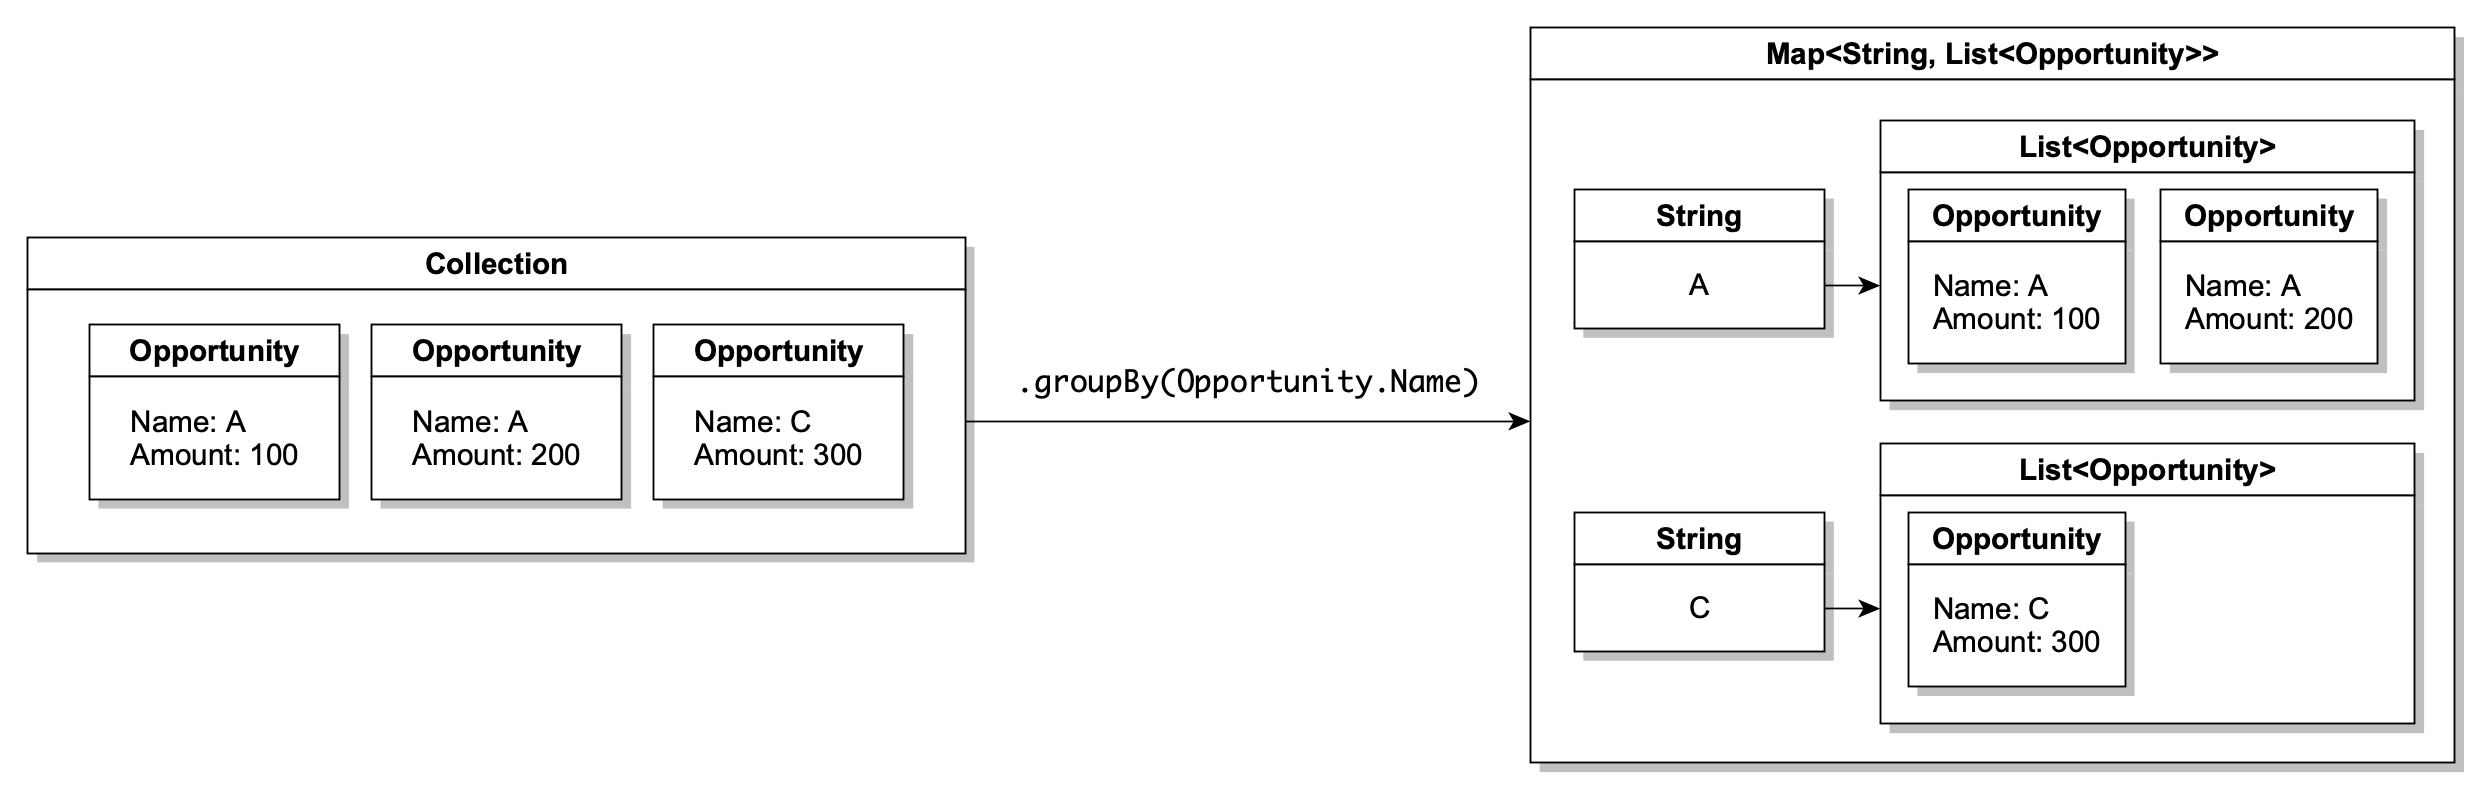 Collection
Opportunity
Name: A
Amount: 100
Opportunity
Name: A
Amount: 200
Opportunity
Name: C
Amount: 300
.groupBy(Opportunity.Name)
Map<String, List<Opportunity>>
String
A
List<Opportunity>
Opportunity
Name: A
Amount: 100
Opportunity
Name: A
Amount: 200
String
C
List<Opportunity>
Opportunity
Name: C
Amount: 300